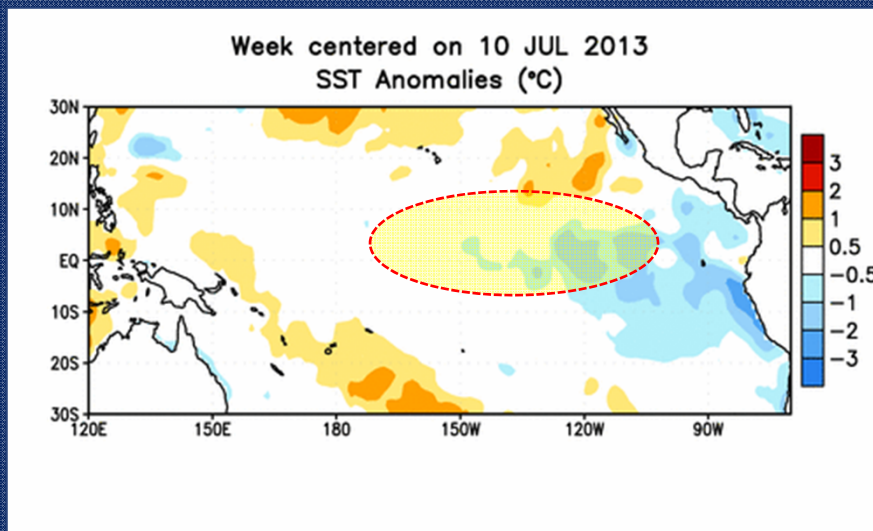 Week centered on 10 JUL 2013
SST Anomalies (°C)
30N
20N
10N
EQ
10S
20S
30S
120E 150E 180 150W 120W 90W
3
2
1
0.5
-0.5
-1
-2
-3